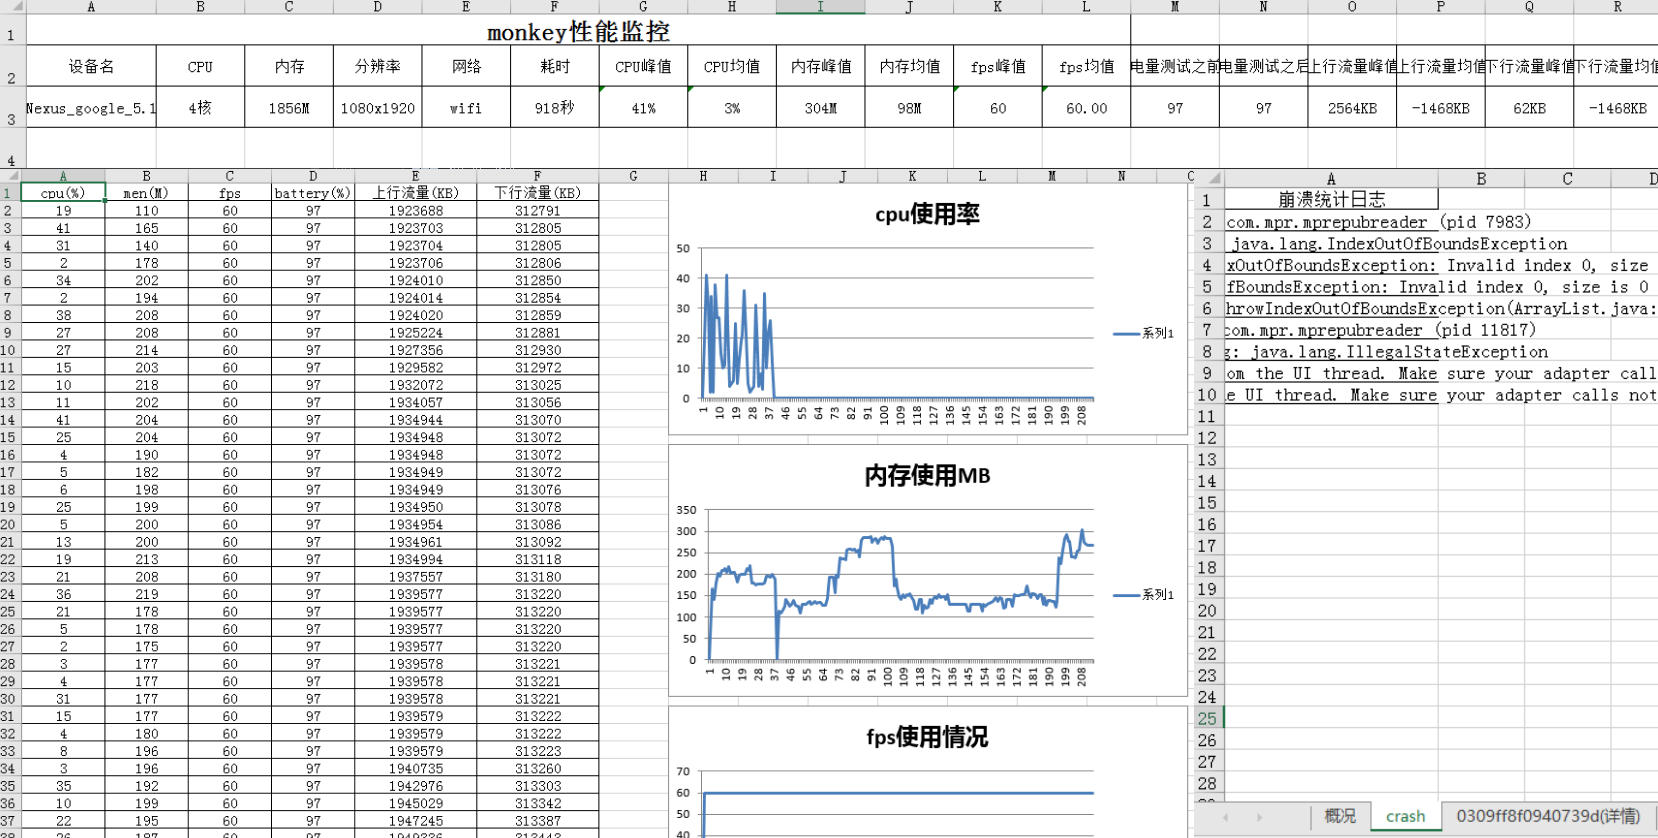 A B C D E F G H I J K L M N O P Q R
1 monkey性能监控
2 设备名 CPU 内存 分辨率 网络 耗时 CPU峰值 CPU均值 内存峰值 内存均值 fps峰值 fps均值 电量测试之前 电量测试之后 上行流量峰值 上行流量均值 下行流量峰值 下行流量均值
3 Nexus_google_5.1 4核 1856M 1080x1920 wifi 918秒 41% 3% 304M 98M 60 60.00 97 97 2564KB -1468KB 62KB -1468KB
4
A B C D E F G H I J K L M N
1 cpu(%) men(M) fps battery(%) 上行流量(KB) 下行流量(KB)
2 19 110 60 97 1923688 312791
3 41 165 60 97 1923703 312805
4 31 140 60 97 1923704 312805
5 2 178 60 97 1923706 312806
6 34 202 60 97 1924010 312850
7 2 194 60 97 1924014 312854
8 38 208 60 97 1924020 312859
9 27 208 60 97 1925224 312881
10 27 214 60 97 1927356 312930
11 15 203 60 97 1929582 312972
12 10 218 60 97 1932072 313025
13 11 202 60 97 1934057 313056
14 41 204 60 97 1934944 313070
15 25 204 60 97 1934948 313072
16 4 190 60 97 1934948 313072
17 5 182 60 97 1934949 313072
18 6 198 60 97 1934949 313076
19 25 199 60 97 1934950 313078
20 5 200 60 97 1934954 313086
21 13 200 60 97 1934961 313092
22 19 213 60 97 1934994 313118
23 21 208 60 97 1937557 313180
24 36 219 60 97 1939577 313220
25 21 178 60 97 1939577 313220
26 5 178 60 97 1939577 313220
27 2 175 60 97 1939577 313220
28 3 177 60 97 1939578 313221
29 4 177 60 97 1939578 313221
30 31 177 60 97 1939578 313221
31 15 177 60 97 1939579 313222
32 4 180 60 97 1939579 313222
33 8 196 60 97 1939579 313223
34 3 196 60 97 1940735 313260
35 35 192 60 97 1942976 313303
36 10 199 60 97 1945029 313342
37 22 195 60 97 1947245 313387
cpu使用率
50
40
30
20
10
0
1 10 19 28 37 46 55 64 73 82 91 100 109 118 127 136 145 154 163 172 181 190 199 208
系列1
内存使用MB
350
300
250
200
150
100
50
0
1 10 19 28 37 46 55 64 73 82 91 100 109 118 127 136 145 154 163 172 181 190 199 208
系列1
fps使用情况
70
60
50
40
A B C D
1 崩溃统计日志
2 com.mpr.mprepubreader (pid 7983)
3 java.lang.IndexOutOfBoundsException
4 xOutOfBoundsException: Invalid index 0, size
5 fBoundsException: Invalid index 0, size is 0
6 hrowIndexOutOfBoundsException(ArrayList.java:
7 com.mpr.mprepubreader (pid 11817)
8 g: java.lang.IllegalStateException
9 om the UI thread. Make sure your adapter call
10 e UI thread. Make sure your adapter calls not
11
12
13
14
15
16
17
18
19
20
21
22
23
24
25
26
27
28
概况 crash 0309ff8f0940739d(详情)